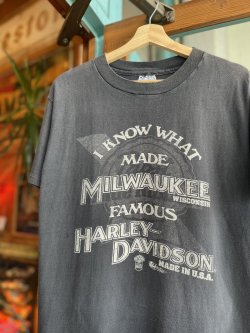 I KNOW WHAT
MADE
MILWAUKEE
WISCONSIN
FAMOUS
HARLEY-DAVIDSON
MADE IN U.S.A.